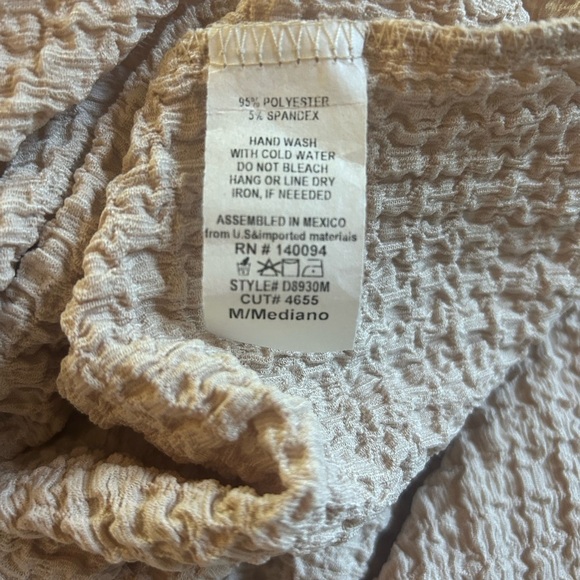 95% POLYESTER
5% SPANDEX
HAND WASH
WITH COLD WATER
DO NOT BLEACH
HANG OR LINE DRY
IRON, IF NEEEDED
ASSEMBLED IN MEXICO
from U.S&imported materials
RN # 140094
STYLE# D8930M
CUT# 4655
M/Mediano